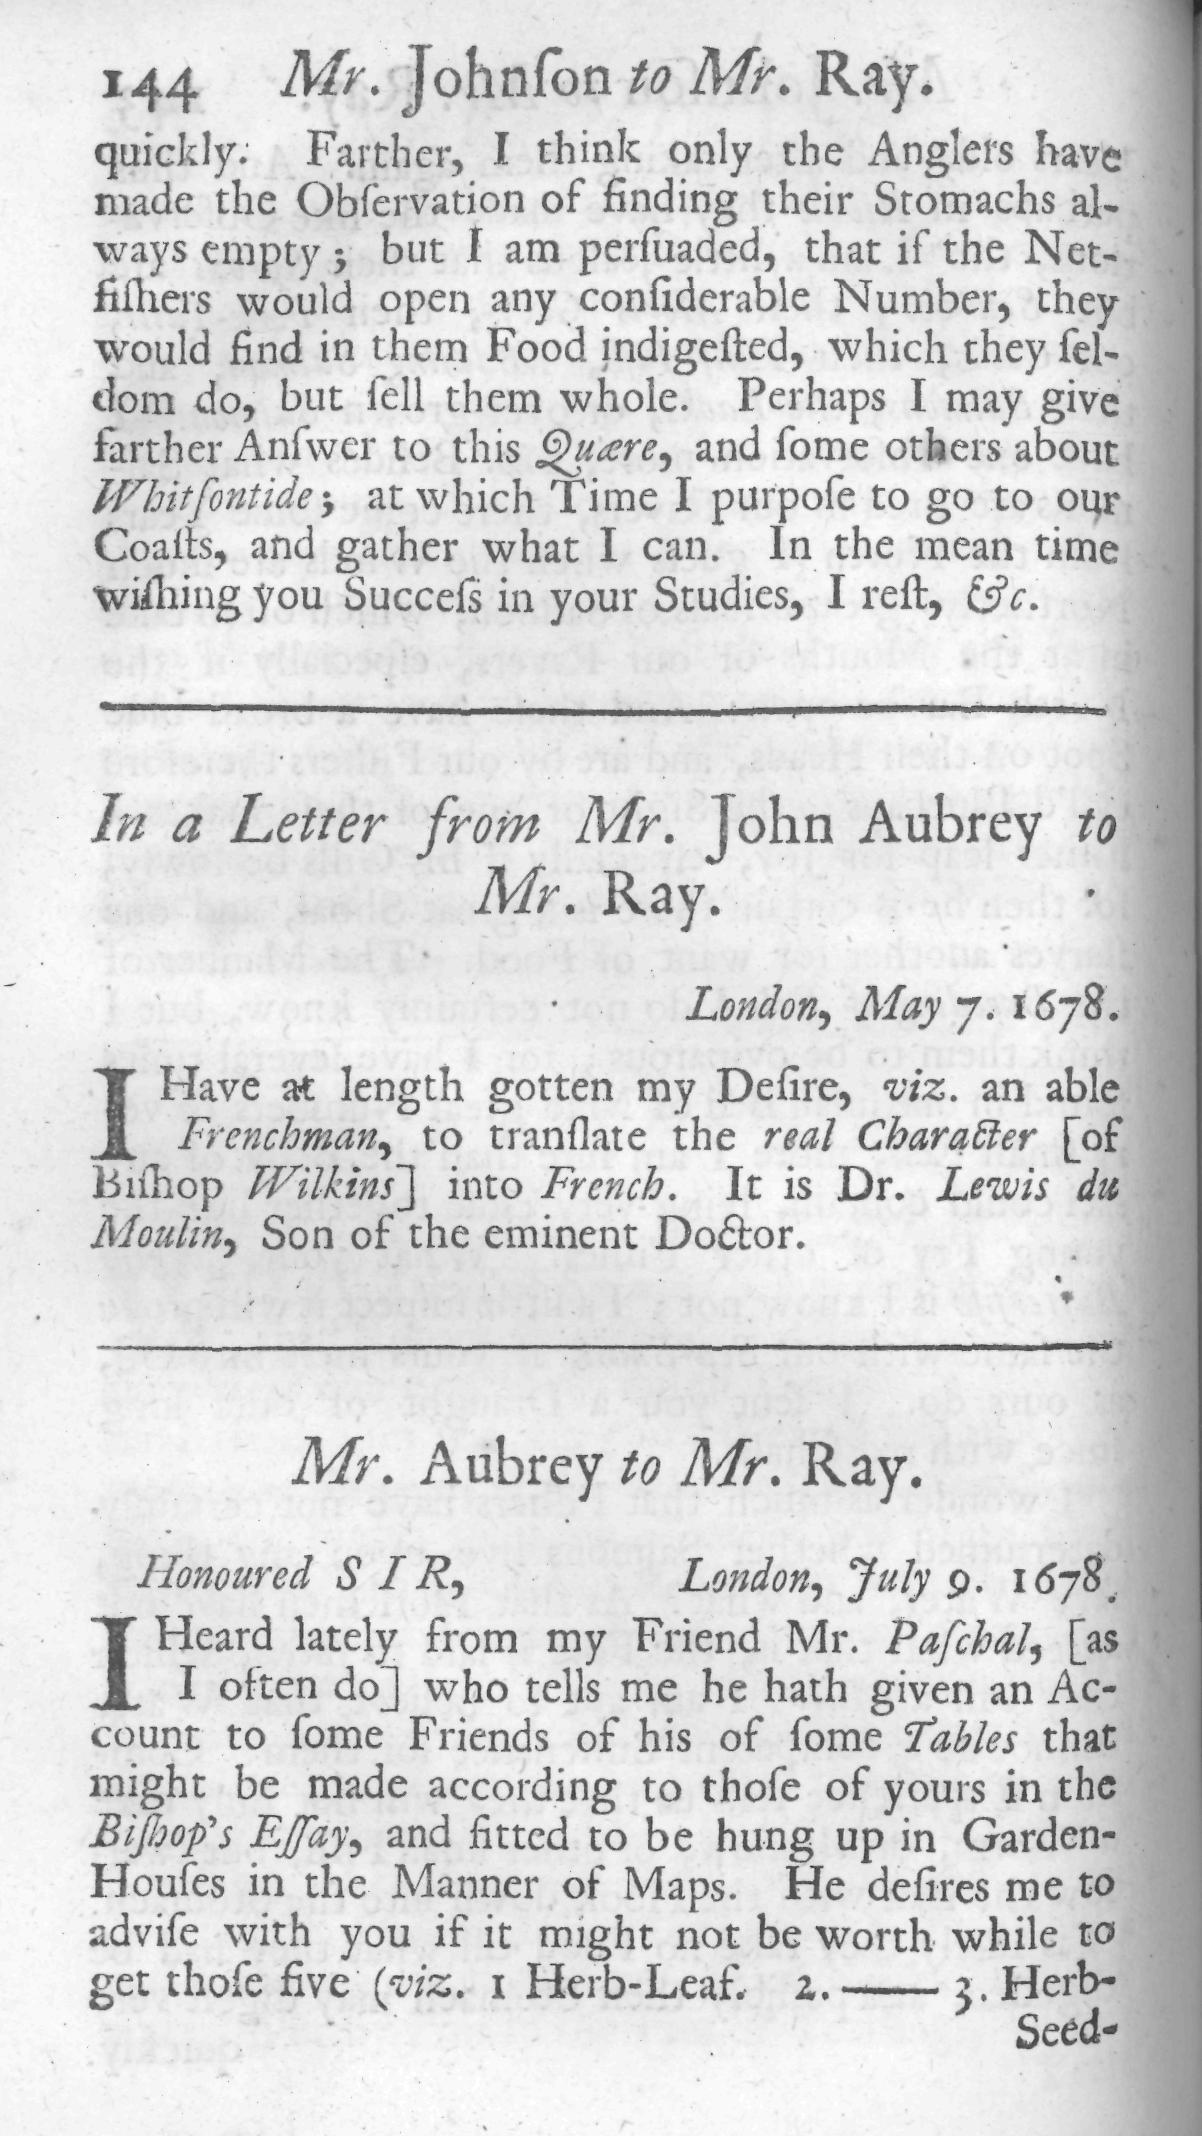 144 Mr. Johnſon to Mr. Ray.
quickly. Farther, I think only the Anglers have
made the Obſervation of finding their Stomachs al-
ways empty; but I am perſuaded, that if the Net-
fiſhers would open any conſiderable Number, they
would find in them Food indigeſted, which they ſel-
dom do, but ſell them whole. Perhaps I may give
farther Anſwer to this Quære, and ſome others about
Whitſontide; at which Time I purpoſe to go to our
Coaſts, and gather what I can. In the mean time
wiſhing you Succeſs in your Studies, I reſt, &c.
In a Letter from Mr. John Aubrey to
Mr. Ray.
London, May 7. 1678.
I Have at length gotten my Deſire, viz. an able
Frenchman, to tranſlate the real Character [of
Biſhop Wilkins] into French. It is Dr. Lewis du
Moulin, Son of the eminent Doctor.
Mr. Aubrey to Mr. Ray.
Honoured SIR, London, July 9. 1678.
I Heard lately from my Friend Mr. Paſchal, [as
I often do] who tells me he hath given an Ac-
count to ſome Friends of his of ſome Tables that
might be made according to thoſe of yours in the
Biſhop's Eſſay, and fitted to be hung up in Garden-
Houſes in the Manner of Maps. He deſires me to
adviſe with you if it might not be worth while to
get thoſe five (viz. 1 Herb-Leaf. 2. —— 3. Herb-
Seed-